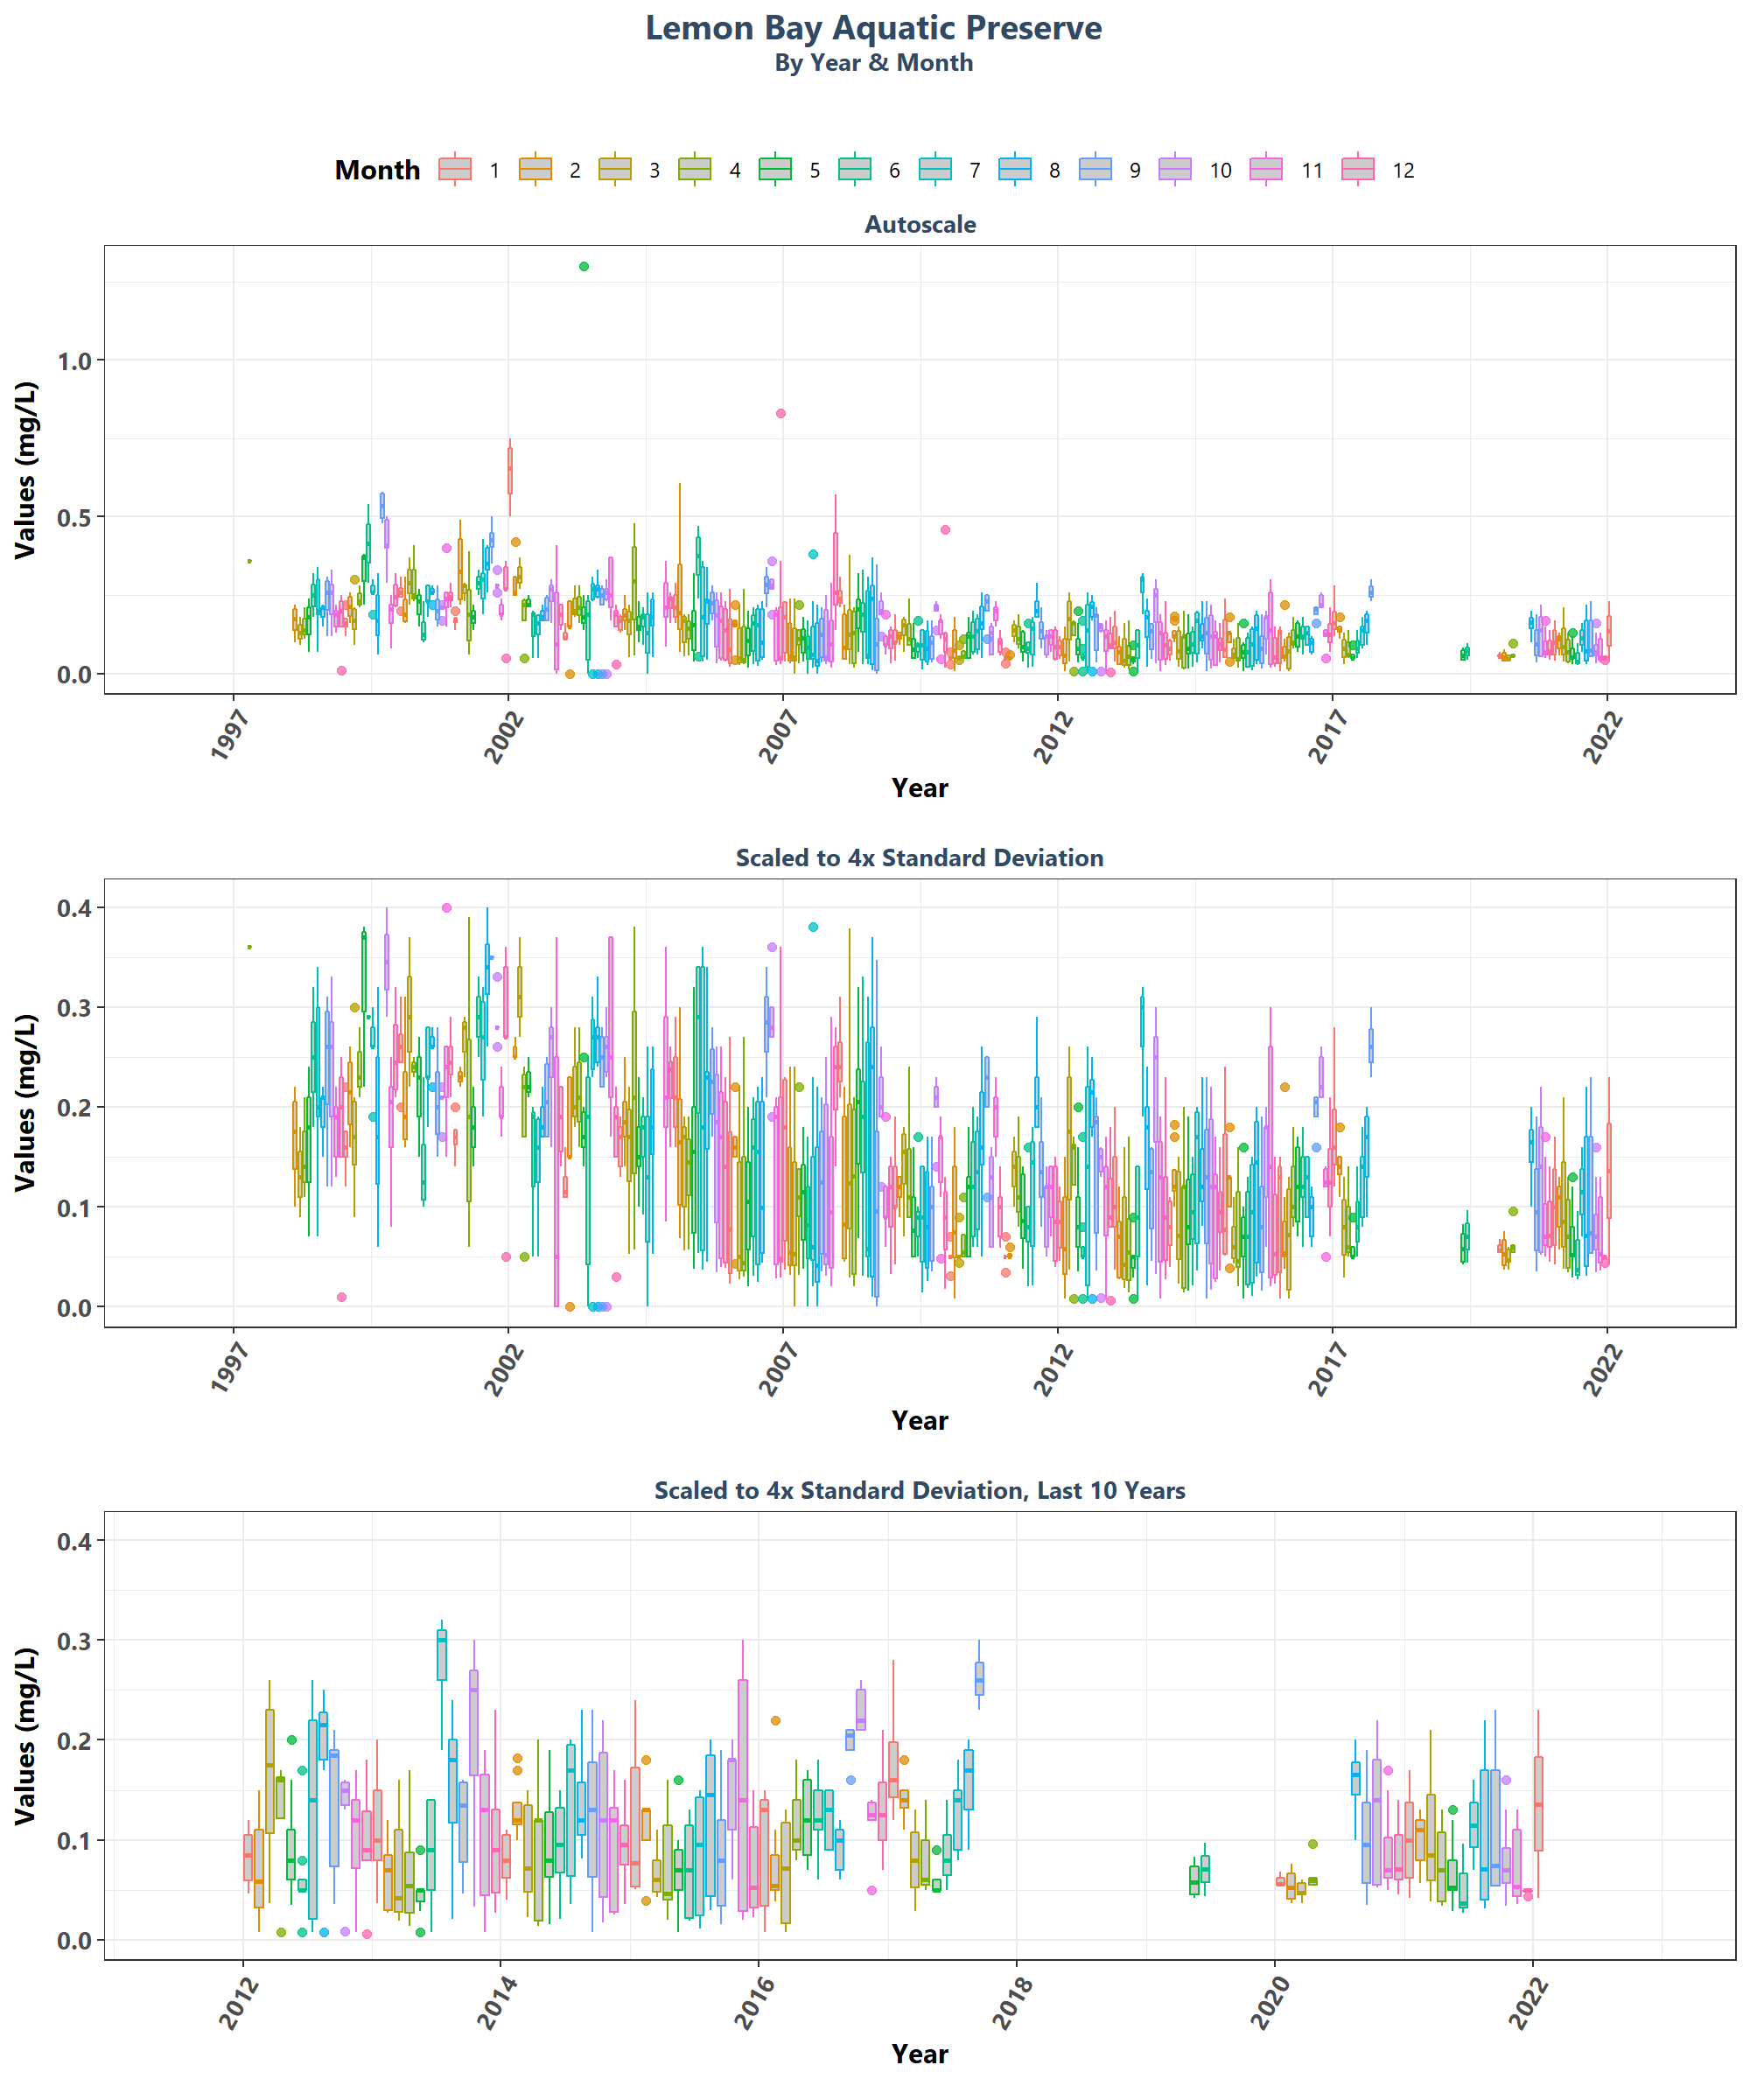 Lemon Bay Aquatic Preserve
By Year & Month
Month 1 2 3 4 5 6 7 8 9 10 11 12
Autoscale
Values (mg/L)
1.0
0.5
0.0
1997 2002 2007 2012 2017 2022
Year
Scaled to 4x Standard Deviation
Values (mg/L)
0.4
0.3
0.2
0.1
0.0
1997 2002 2007 2012 2017 2022
Year
Scaled to 4x Standard Deviation, Last 10 Years
Values (mg/L)
0.4
0.3
0.2
0.1
0.0
2012 2014 2016 2018 2020 2022
Year